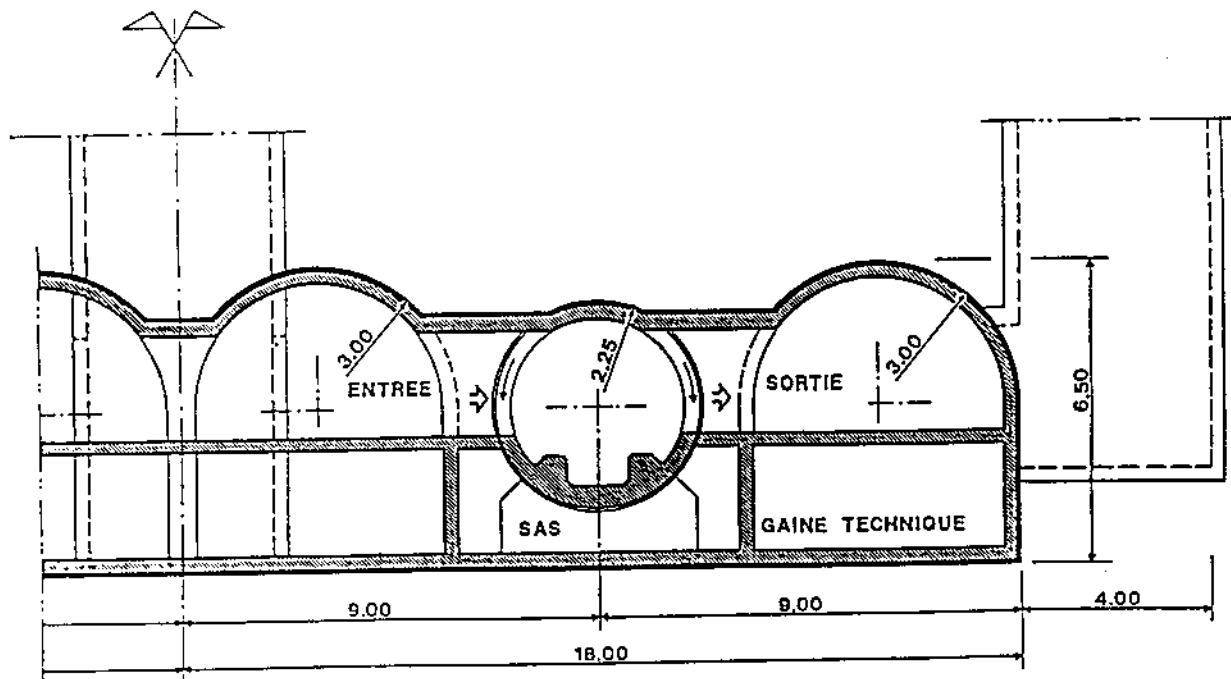 3.00
ENTREE
2.25
SORTIE
3.00
6,50
SAS
GAINE TECHNIQUE
9.00
9,00
4.00
18,00